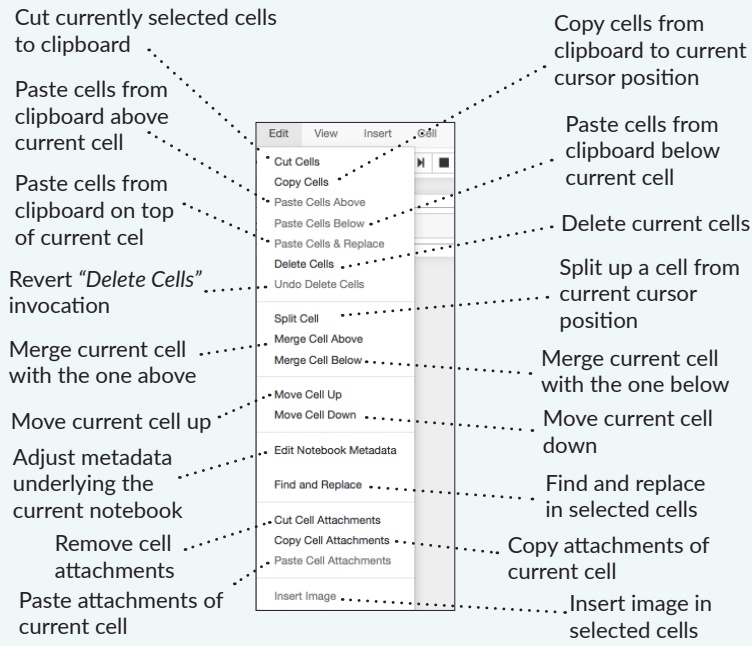 Cut currently selected cells
to clipboard
Paste cells from
clipboard above
current cell
Paste cells from
clipboard on top
of current cel
Revert "Delete Cells"
invocation
Merge current cell
with the one above
Move current cell up
Adjust metadata
underlying the
current notebook
Remove cell
attachments
Paste attachments of
current cell
Edit View Insert Cell
Cut Cells
Copy Cells
Paste Cells Above
Paste Cells Below
Paste Cells & Replace
Delete Cells
Undo Delete Cells
Split Cell
Merge Cell Above
Merge Cell Below
Move Cell Up
Move Cell Down
Edit Notebook Metadata
Find and Replace
Cut Cell Attachments
Copy Cell Attachments
Paste Cell Attachments
Insert Image
Copy cells from
clipboard to current
cursor position
Paste cells from
clipboard below
current cell
Delete current cells
Split up a cell from
current cursor
position
Merge current cell
with the one below
Move current cell
down
Find and replace
in selected cells
Copy attachments of
current cell
Insert image in
selected cells